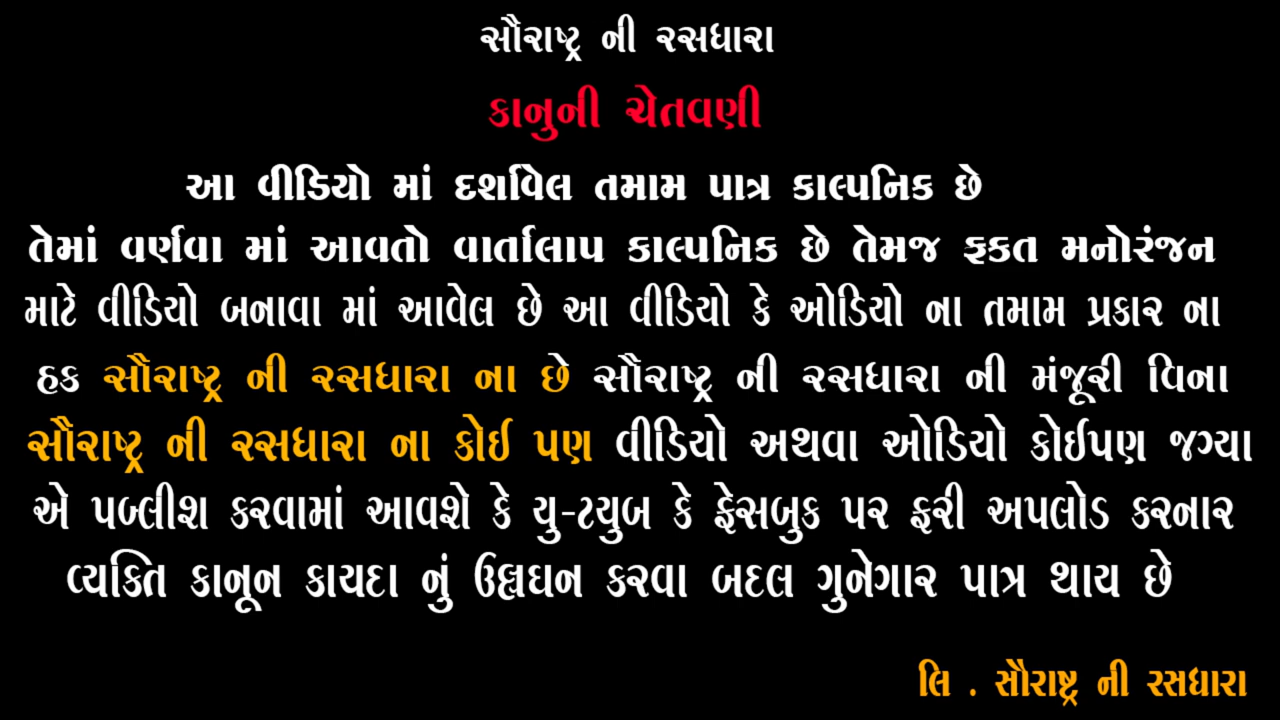 સૌરાષ્ટ્ર ની રસધારા
કાનુની ચેતવણી
આ વીડિયો માં દર્શાવેલ તમામ પાત્ર કાલ્પનિક છે
તેમાં વર્ણવા માં આવતો વાર્તાલાપ કાલ્પનિક છે તેમજ ફકત મનોરંજન
માટે વીડિયો બનાવા માં આવેલ છે આ વીડિયો કે ઓડિયો ના તમામ પ્રકાર ના
હક સૌરાષ્ટ્ર ની રસધારા ના છે સૌરાષ્ટ્ર ની રસધારા ની મંજૂરી વિના
સૌરાષ્ટ્ર ની રસધારા ના કોઈ પણ વીડિયો અથવા ઓડિયો કોઈપણ જગ્યા
એ પબ્લીશ કરવામાં આવશે કે યુ-ટયુબ કે ફેસબુક પર ફરી અપલોડ કરનાર
વ્યક્તિ કાનૂન કાયદા નું ઉલ્લઘન કરવા બદલ ગુનેગાર પાત્ર થાય છે
લિ . સૌરાષ્ટ્ર ની રસધારા